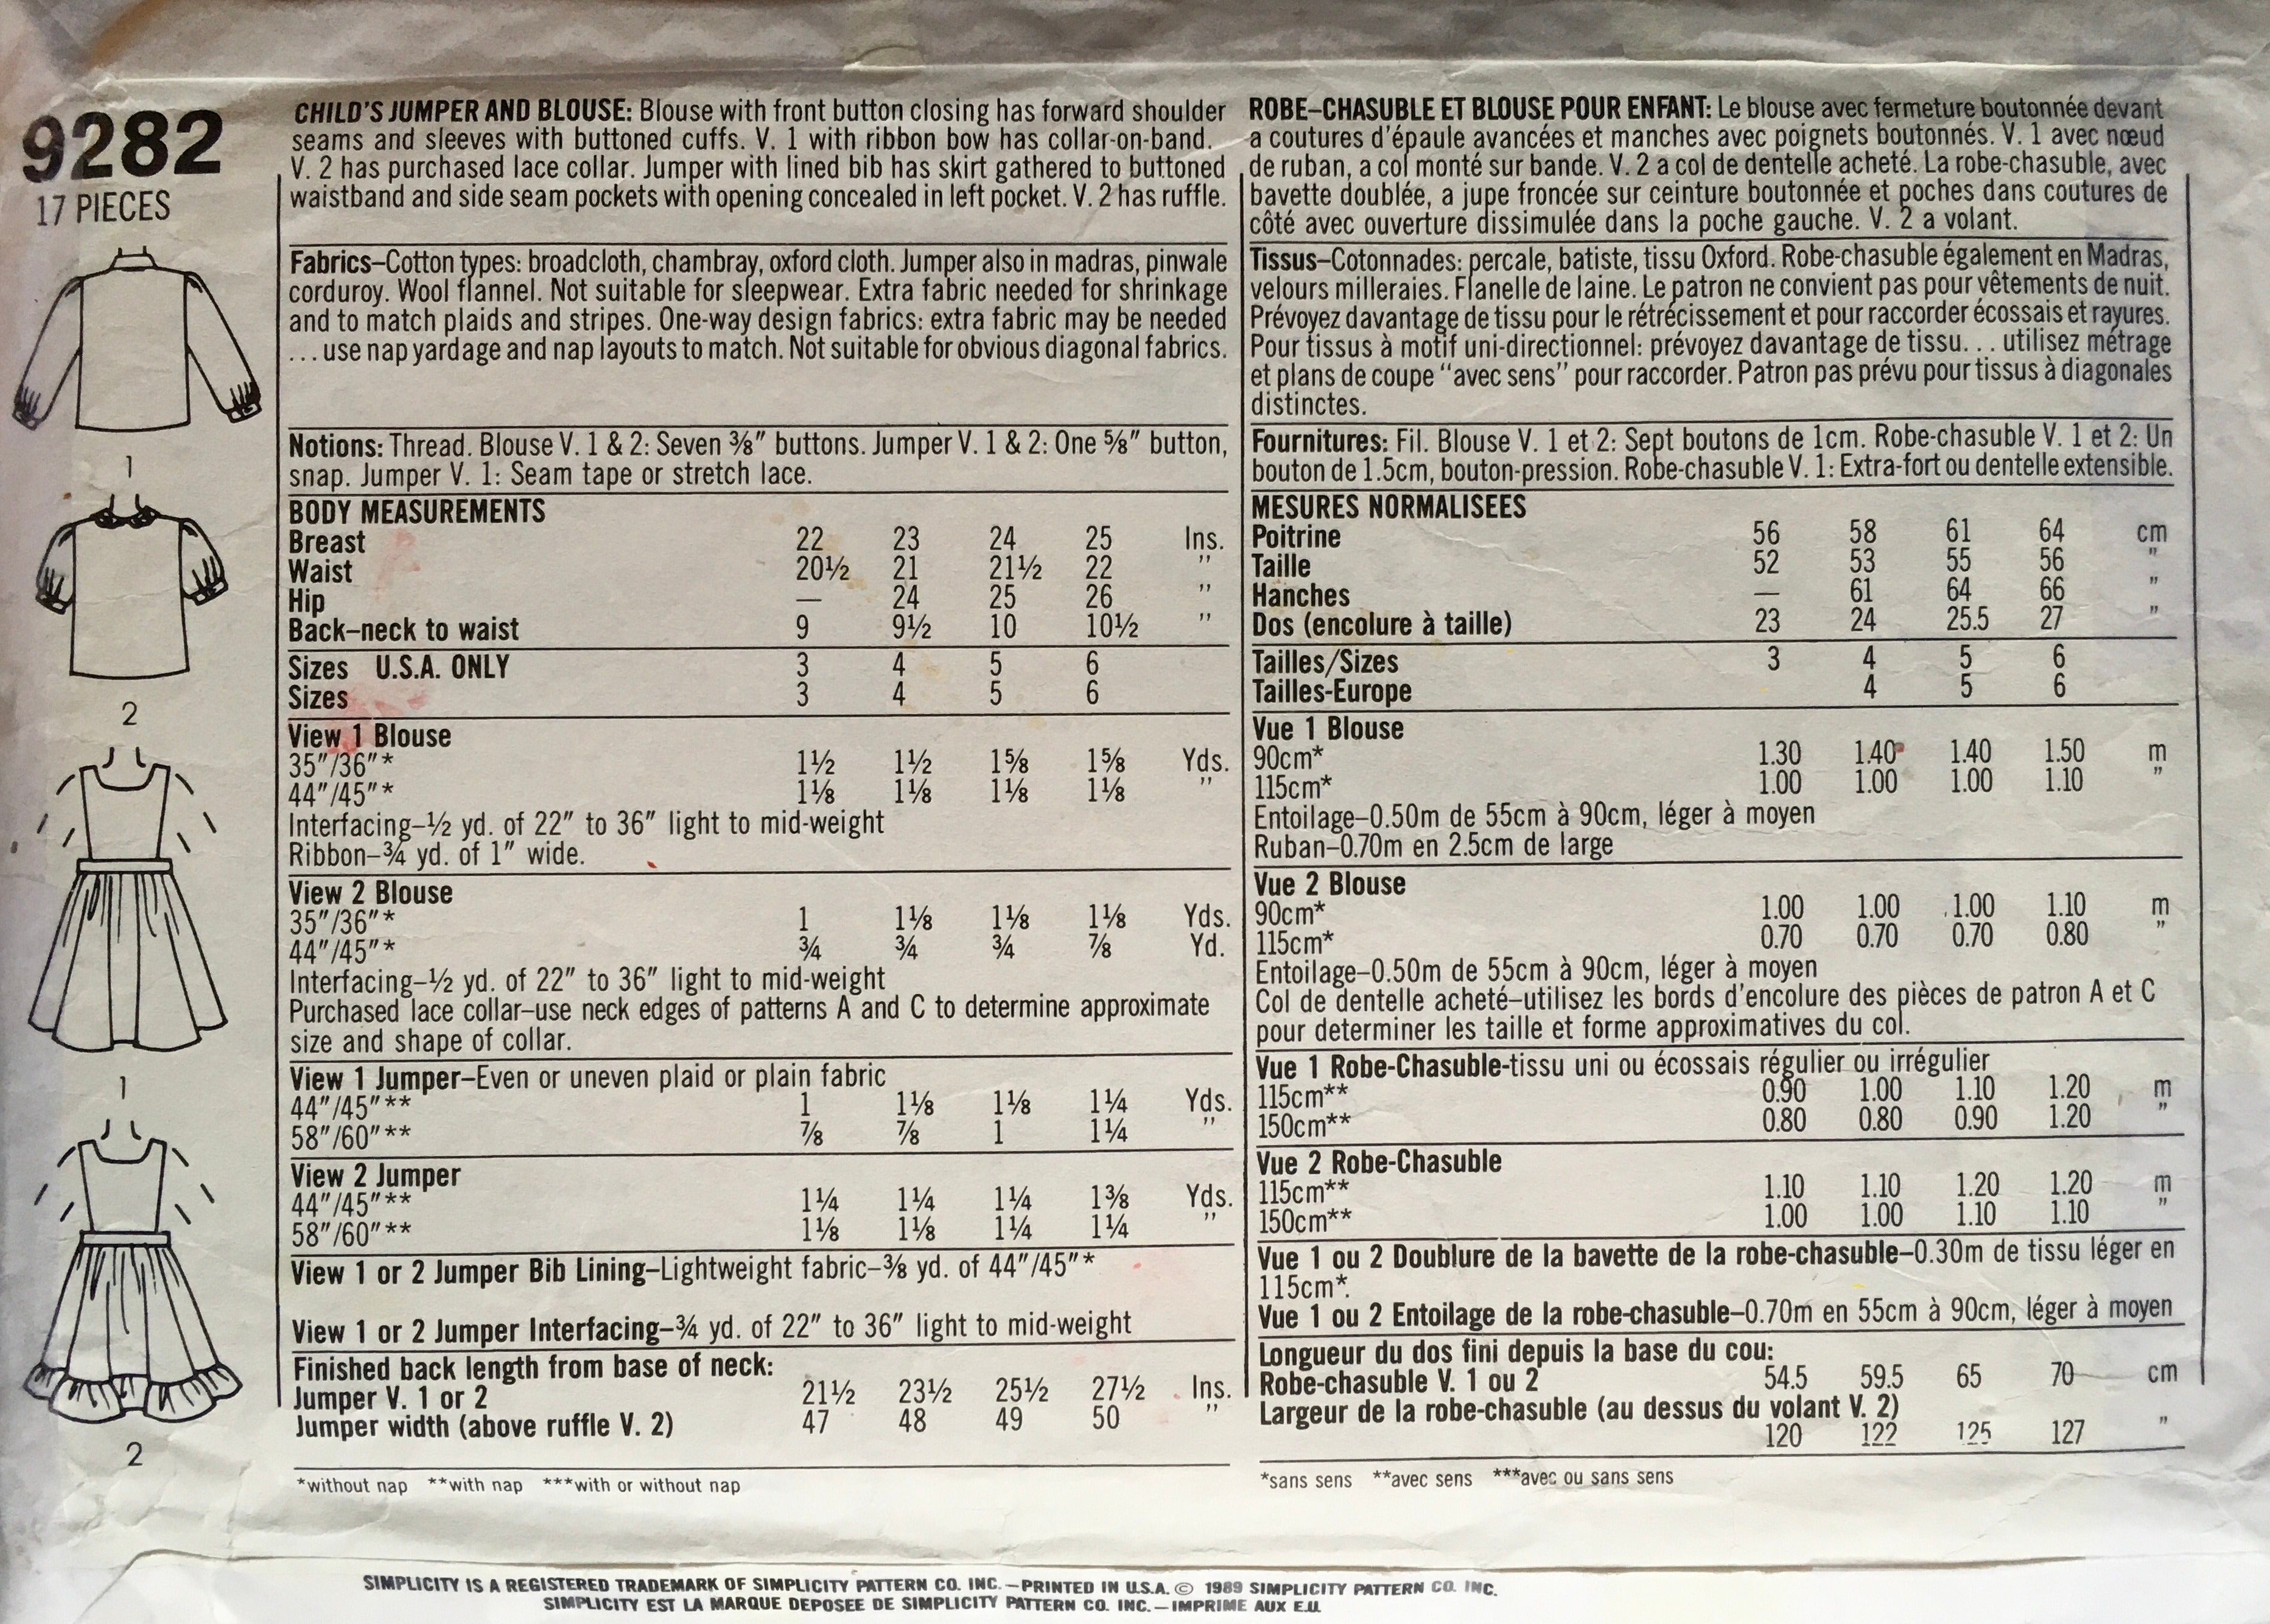 9282
17 PIECES
1
2
1
2
CHILD'S JUMPER AND BLOUSE: Blouse with front button closing has forward shoulder
seams and sleeves with buttoned cuffs. V. 1 with ribbon bow has collar-on-band.
V. 2 has purchased lace collar. Jumper with lined bib has skirt gathered to buttoned
waistband and side seam pockets with opening concealed in left pocket. V. 2 has ruffle.
Fabrics–Cotton types: broadcloth, chambray, oxford cloth. Jumper also in madras, pinwale
corduroy. Wool flannel. Not suitable for sleepwear. Extra fabric needed for shrinkage
and to match plaids and stripes. One-way design fabrics: extra fabric may be needed
...use nap yardage and nap layouts to match. Not suitable for obvious diagonal fabrics.
Notions: Thread. Blouse V. 1 & 2: Seven ⅜" buttons. Jumper V. 1 & 2: One ⅝" button,
snap. Jumper V. 1: Seam tape or stretch lace.
BODY MEASUREMENTS
Breast 22 23 24 25 Ins.
Waist 20½ 21 21½ 22 "
Hip — 24 25 26 "
Back–neck to waist 9 9½ 10 10½ "
Sizes U.S.A. ONLY 3 4 5 6
Sizes 3 4 5 6
View 1 Blouse
35"/36"* 1½ 1½ 1⅝ 1⅝ Yds.
44"/45"* 1⅛ 1⅛ 1⅛ 1⅛ "
Interfacing–½ yd. of 22" to 36" light to mid-weight
Ribbon–¾ yd. of 1" wide.
View 2 Blouse
35"/36"* 1 1⅛ 1⅛ 1⅛ Yds.
44"/45"* ¾ ¾ ¾ ⅞ Yd.
Interfacing–½ yd. of 22" to 36" light to mid-weight
Purchased lace collar–use neck edges of patterns A and C to determine approximate
size and shape of collar.
View 1 Jumper–Even or uneven plaid or plain fabric
44"/45"** 1 1⅛ 1⅛ 1¼ Yds.
58"/60"** ⅞ ⅞ 1 1¼ "
View 2 Jumper
44"/45"** 1¼ 1¼ 1¼ 1⅜ Yds.
58"/60"** 1⅛ 1⅛ 1¼ 1¼ "
View 1 or 2 Jumper Bib Lining–Lightweight fabric–⅜ yd. of 44"/45"*
View 1 or 2 Jumper Interfacing–¾ yd. of 22" to 36" light to mid-weight
Finished back length from base of neck:
Jumper V. 1 or 2 21½ 23½ 25½ 27½ Ins.
Jumper width (above ruffle V. 2) 47 48 49 50 "
*without nap **with nap ***with or without nap
ROBE–CHASUBLE ET BLOUSE POUR ENFANT: Le blouse avec fermeture boutonnée devant
a coutures d'épaule avancées et manches avec poignets boutonnés. V. 1 avec nœud
de ruban, a col monté sur bande. V. 2 a col de dentelle acheté. La robe-chasuble, avec
bavette doublée, a jupe froncée sur ceinture boutonnée et poches dans coutures de
côté avec ouverture dissimulée dans la poche gauche. V. 2 a volant.
Tissus–Cotonnades: percale, batiste, tissu Oxford. Robe-chasuble également en Madras,
velours milleraies. Flanelle de laine. Le patron ne convient pas pour vêtements de nuit.
Prévoyez davantage de tissu pour le rétrécissement et pour raccorder écossais et rayures.
Pour tissus à motif uni-directionnel: prévoyez davantage de tissu... utilisez métrage
et plans de coupe "avec sens" pour raccorder. Patron pas prévu pour tissus à diagonales
distinctes.
Fournitures: Fil. Blouse V. 1 et 2: Sept boutons de 1cm. Robe-chasuble V. 1 et 2: Un
bouton de 1.5cm, bouton-pression. Robe-chasuble V. 1: Extra-fort ou dentelle extensible.
MESURES NORMALISEES
Poitrine 56 58 61 64 cm
Taille 52 53 55 56 "
Hanches — 61 64 66 "
Dos (encolure à taille) 23 24 25.5 27 "
Tailles/Sizes 3 4 5 6
Tailles-Europe 4 5 6
Vue 1 Blouse
90cm* 1.30 1.40 1.40 1.50 m
115cm* 1.00 1.00 1.00 1.10 "
Entoilage–0.50m de 55cm à 90cm, léger à moyen
Ruban–0.70m en 2.5cm de large
Vue 2 Blouse
90cm* 1.00 1.00 1.00 1.10 m
115cm* 0.70 0.70 0.70 0.80 "
Entoilage–0.50m de 55cm à 90cm, léger à moyen
Col de dentelle acheté–utilisez les bords d'encolure des pièces de patron A et C
pour determiner les taille et forme approximatives du col.
Vue 1 Robe-Chasuble-tissu uni ou écossais régulier ou irrégulier
115cm** 0.90 1.00 1.10 1.20 m
150cm** 0.80 0.80 0.90 1.20 "
Vue 2 Robe-Chasuble
115cm** 1.10 1.10 1.20 1.20 m
150cm** 1.00 1.00 1.10 1.10 "
Vue 1 ou 2 Doublure de la bavette de la robe-chasuble–0.30m de tissu léger en
115cm*.
Vue 1 ou 2 Entoilage de la robe-chasuble–0.70m en 55cm à 90cm, léger à moyen
Longueur du dos fini depuis la base du cou:
Robe-chasuble V. 1 ou 2 54.5 59.5 65 70 cm
Largeur de la robe-chasuble (au dessus du volant V. 2)
120 122 125 127 "
*sans sens **avec sens ***avec ou sans sens
SIMPLICITY IS A REGISTERED TRADEMARK OF SIMPLICITY PATTERN CO. INC.—PRINTED IN U.S.A. © 1989 SIMPLICITY PATTERN CO. INC.
SIMPLICITY EST LA MARQUE DEPOSEE DE SIMPLICITY PATTERN CO. INC.—IMPRIME AUX E.U.